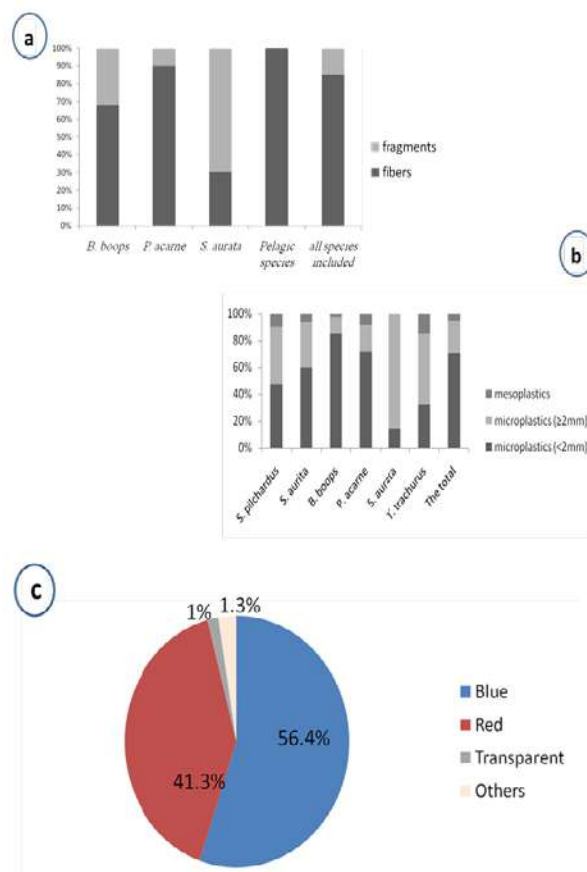 a
100%
90%
80%
70%
60%
50%
40%
30%
20%
10%
0%
fragments
fibers
B. boops P. acarne S. aurata Pelagic species all species included
b
100%
80%
60%
40%
20%
0%
mesoplastics
microplastics (≥2mm)
microplastics (<2mm)
S. pilchardus
S. aurita
B. boops
P. acarne
S. aurata
T. trachurus
The total
c
1% 1.3%
56.4%
41.3%
Blue
Red
Transparent
Others